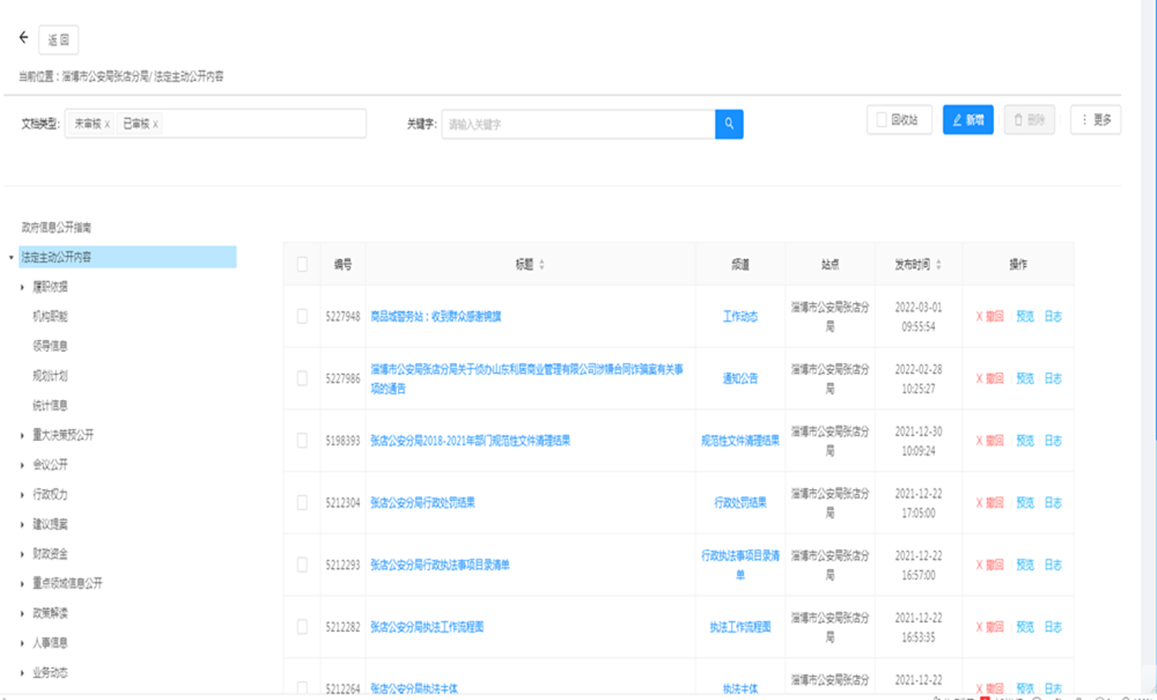 返回
当前位置：淄博市公安局张店分局/ 法定主动公开内容
文档类型: 未审核 x 已审核 x 关键字: 请输入关键字 回收站 新增 删除 更多
政府信息公开指南
法定主动公开内容
履职依据
机构职能
领导信息
规划计划
统计信息
重大决策预公开
会议公开
行政权力
建议提案
财政资金
重点领域信息公开
政策解读
人事信息
业务动态
编号 标题 频道 站点 发布时间 操作
5227948 商品城警务站：收到群众感谢锦旗 工作动态 淄博市公安局张店分局 2022-03-01 09:55:54 X 撤回 预览 日志
5227986 淄博市公安局张店分局关于侦办山东利居商业管理有限公司涉嫌合同诈骗案有关事项的通告 通知公告 淄博市公安局张店分局 2022-02-28 10:25:27 X 撤回 预览 日志
5198393 张店公安分局2018-2021年部门规范性文件清理结果 规范性文件清理结果 淄博市公安局张店分局 2021-12-30 10:09:24 X 撤回 预览 日志
5212304 张店公安分局行政处罚结果 行政处罚结果 淄博市公安局张店分局 2021-12-22 17:05:00 X 撤回 预览 日志
5212293 张店公安分局行政执法事项目录清单 行政执法事项目录清单 淄博市公安局张店分局 2021-12-22 16:57:00 X 撤回 预览 日志
5212282 张店公安分局执法工作流程图 执法工作流程图 淄博市公安局张店分局 2021-12-22 16:53:35 X 撤回 预览 日志
5212264 张店公安分局执法主体 执法主体 淄博市公安局张店分 2021-12-22 X 撤回 预览 日志